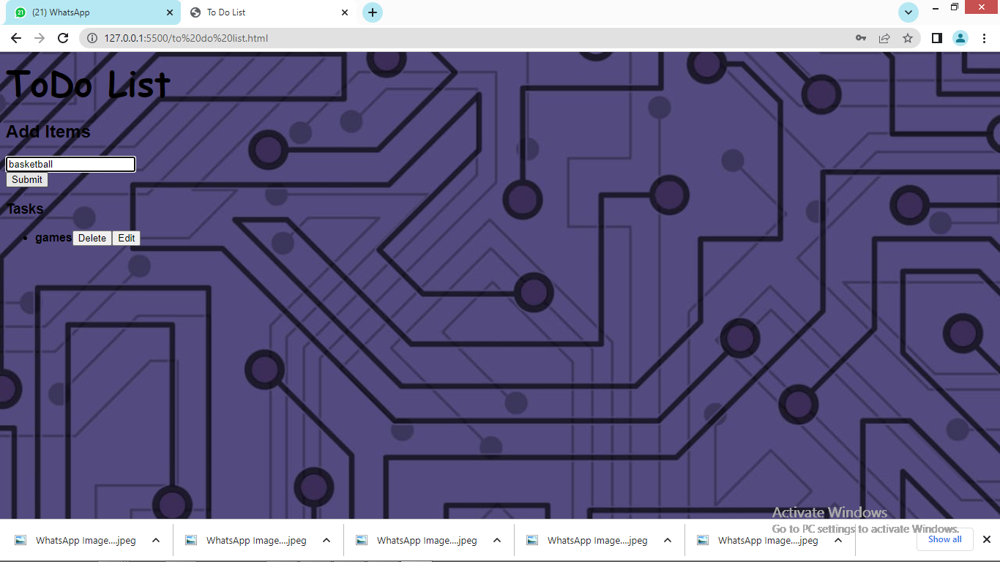 21
(21) WhatsApp
To Do List
127.0.0.1:5500/to%20do%20list.html
ToDo List
Add Items
basketball
Submit
Tasks
games Delete Edit
Activate Windows
Go to PC settings to activate Windows.
WhatsApp Image....jpeg
WhatsApp Image....jpeg
WhatsApp Image....jpeg
WhatsApp Image....jpeg
WhatsApp Image....jpeg
Show all